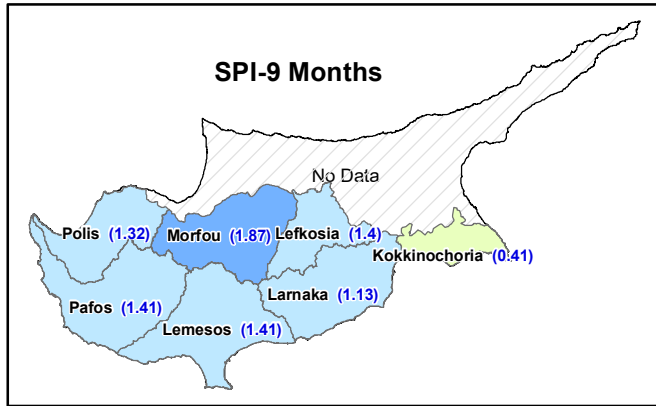 SPI-9 Months
No Data
Polis (1.32)
Morfou (1.87)
Lefkosia (1.4)
Kokkinochoria (0.41)
Pafos (1.41)
Lemesos (1.41)
Larnaka (1.13)